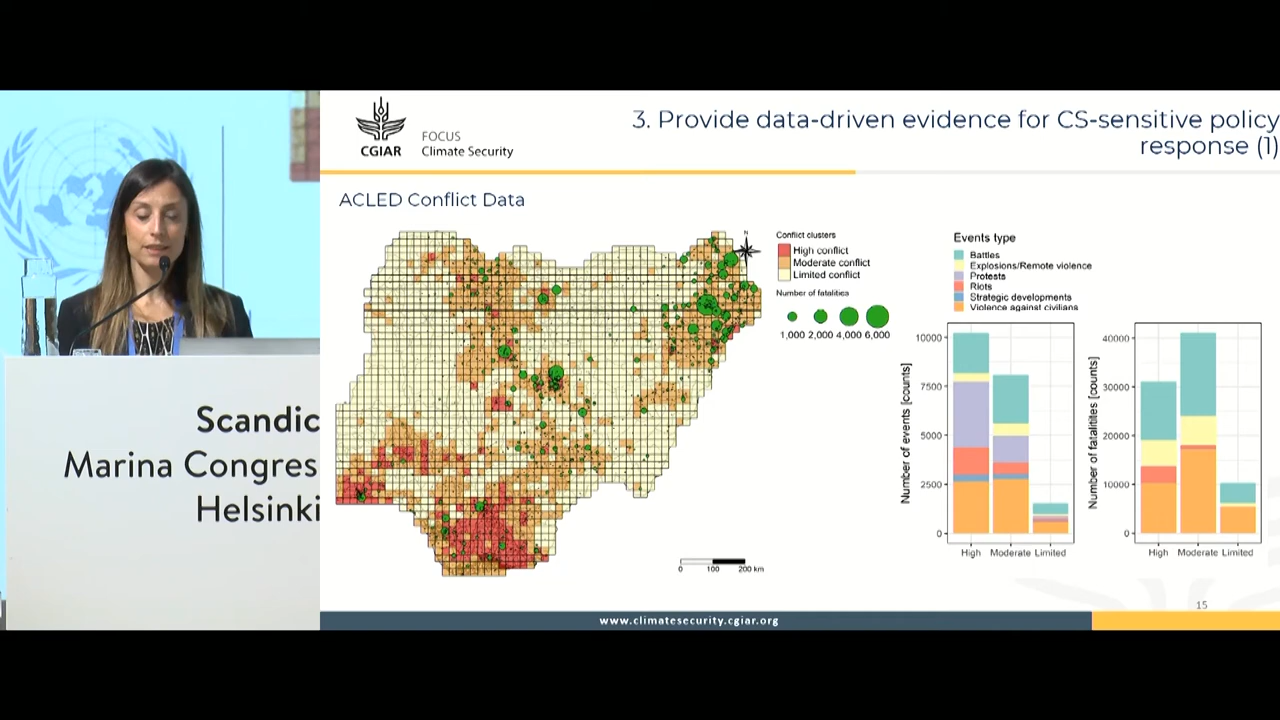 Scandic
Marina Congres
Helsinki
CGIAR
FOCUS
Climate Security
3. Provide data-driven evidence for CS-sensitive policy
response (1)
ACLED Conflict Data
N
Conflict clusters
High conflict
Moderate conflict
Limited conflict
Number of fatalities
1,000 2,000 4,000 6,000
0 100 200 km
Events type
Battles
Explosions/Remote violence
Protests
Riots
Strategic developments
Violence against civilians
Number of events [counts]
10000
7500
5000
2500
0
High Moderate Limited
Number of fatalitites [counts]
40000
30000
20000
10000
0
High Moderate Limited
15
www.climatesecurity.cgiar.org